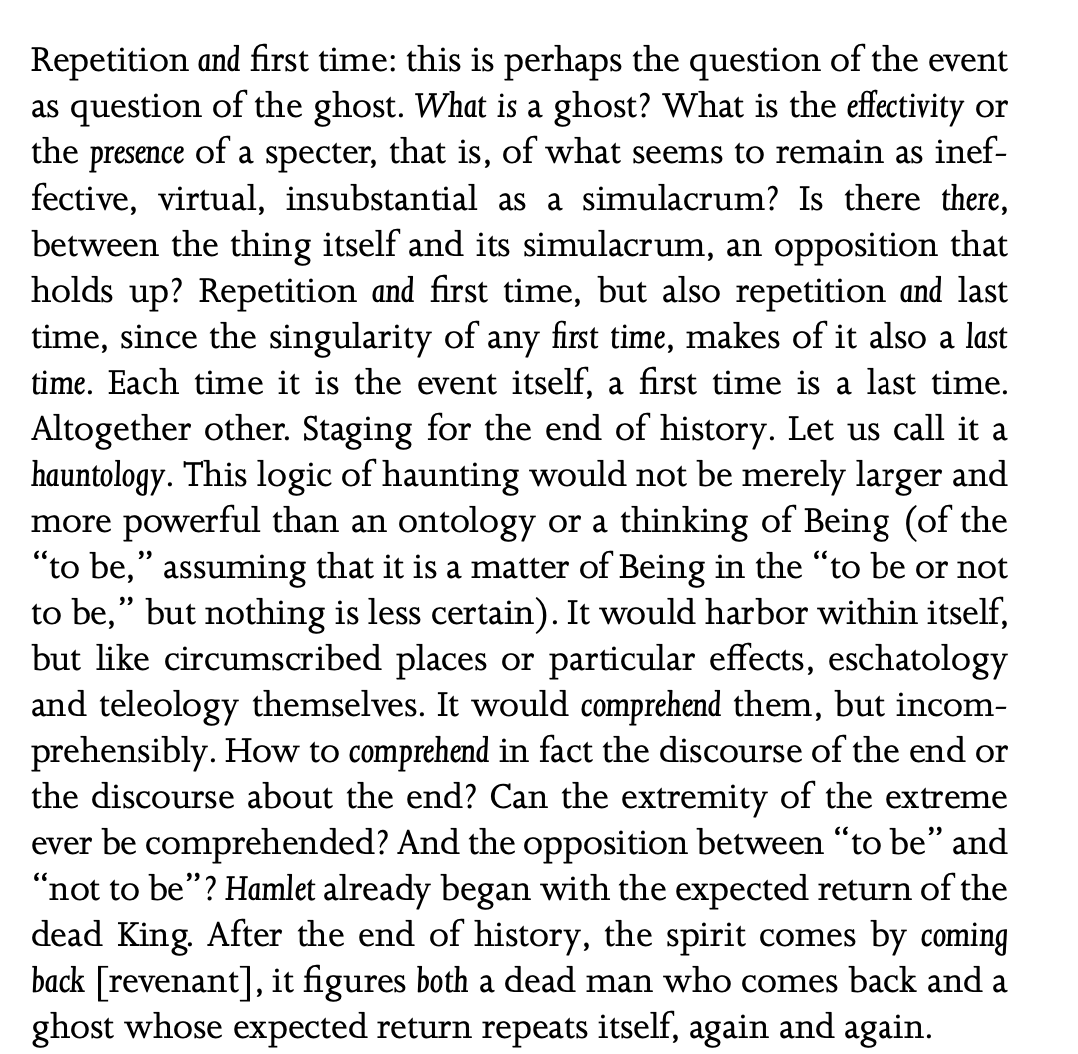 Repetition and first time: this is perhaps the question of the event
as question of the ghost. What is a ghost? What is the effectivity or
the presence of a specter, that is, of what seems to remain as inef-
fective, virtual, insubstantial as a simulacrum? Is there there,
between the thing itself and its simulacrum, an opposition that
holds up? Repetition and first time, but also repetition and last
time, since the singularity of any first time, makes of it also a last
time. Each time it is the event itself, a first time is a last time.
Altogether other. Staging for the end of history. Let us call it a
hauntology. This logic of haunting would not be merely larger and
more powerful than an ontology or a thinking of Being (of the
“to be,” assuming that it is a matter of Being in the “to be or not
to be,” but nothing is less certain). It would harbor within itself,
but like circumscribed places or particular effects, eschatology
and teleology themselves. It would comprehend them, but incom-
prehensibly. How to comprehend in fact the discourse of the end or
the discourse about the end? Can the extremity of the extreme
ever be comprehended? And the opposition between “to be” and
“not to be”? Hamlet already began with the expected return of the
dead King. After the end of history, the spirit comes by coming
back [revenant], it figures both a dead man who comes back and a
ghost whose expected return repeats itself, again and again.